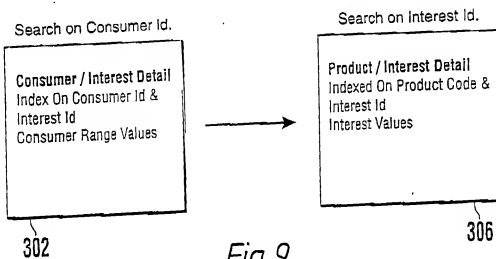 Search on Consumer Id.
Consumer / Interest Detail
Index On Consumer Id &
Interest Id
Consumer Range Values
302
Search on Interest Id.
Product / Interest Detail
Indexed On Product Code &
Interest Id
Interest Values
306
Fig 9